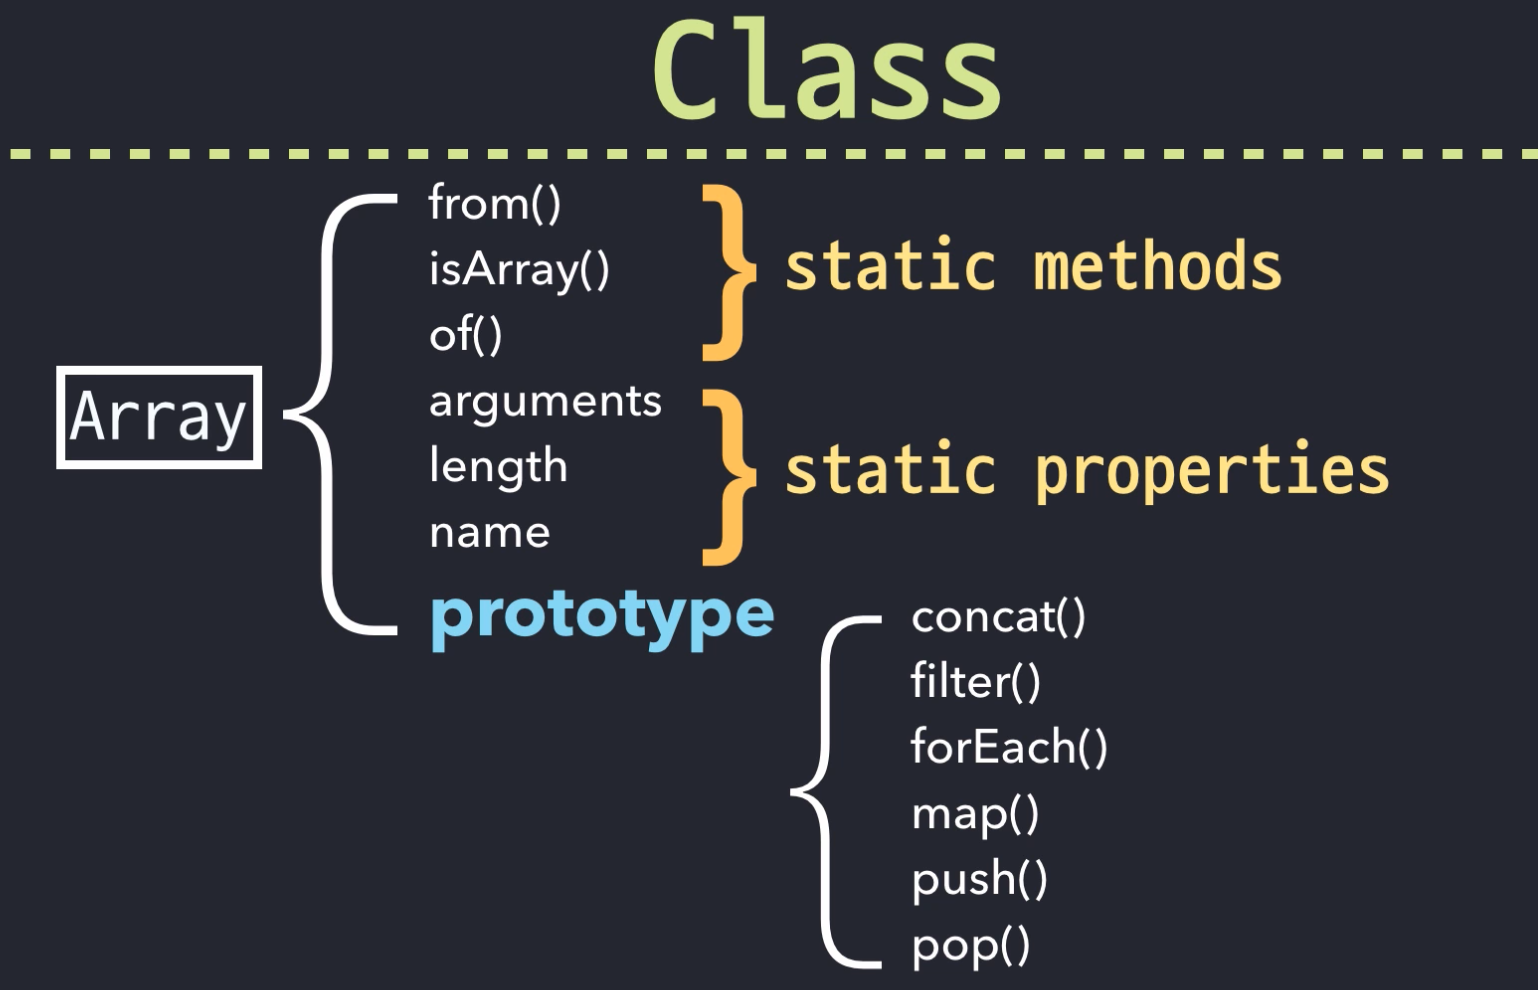 Class
from()
isArray()
of()
static methods
Array
arguments
length
name
static properties
prototype
concat()
filter()
forEach()
map()
push()
pop()